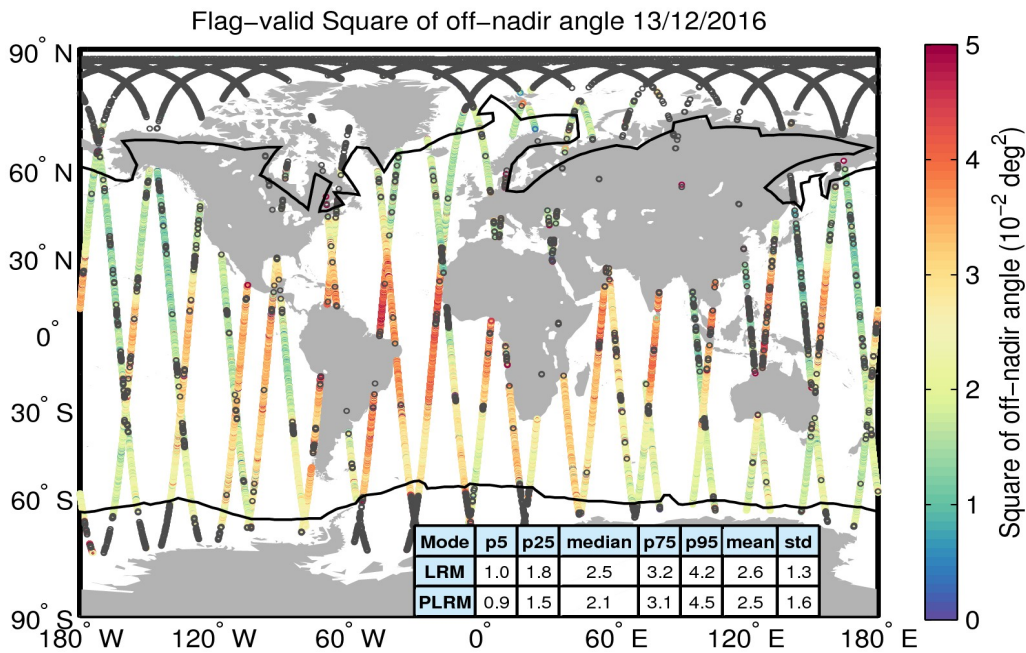 Flag-valid Square of off-nadir angle 13/12/2016
90° N
60° N
30° N
0°
30° S
60° S
90° S
180° W
120° W
60° W
0°
60° E
120° E
180° E
Mode p5 p25 median p75 p95 mean std
LRM 1.0 1.8 2.5 3.2 4.2 2.6 1.3
PLRM 0.9 1.5 2.1 3.1 4.5 2.5 1.6
5
4
3
2
1
0
Square of off-nadir angle (10⁻² deg²)